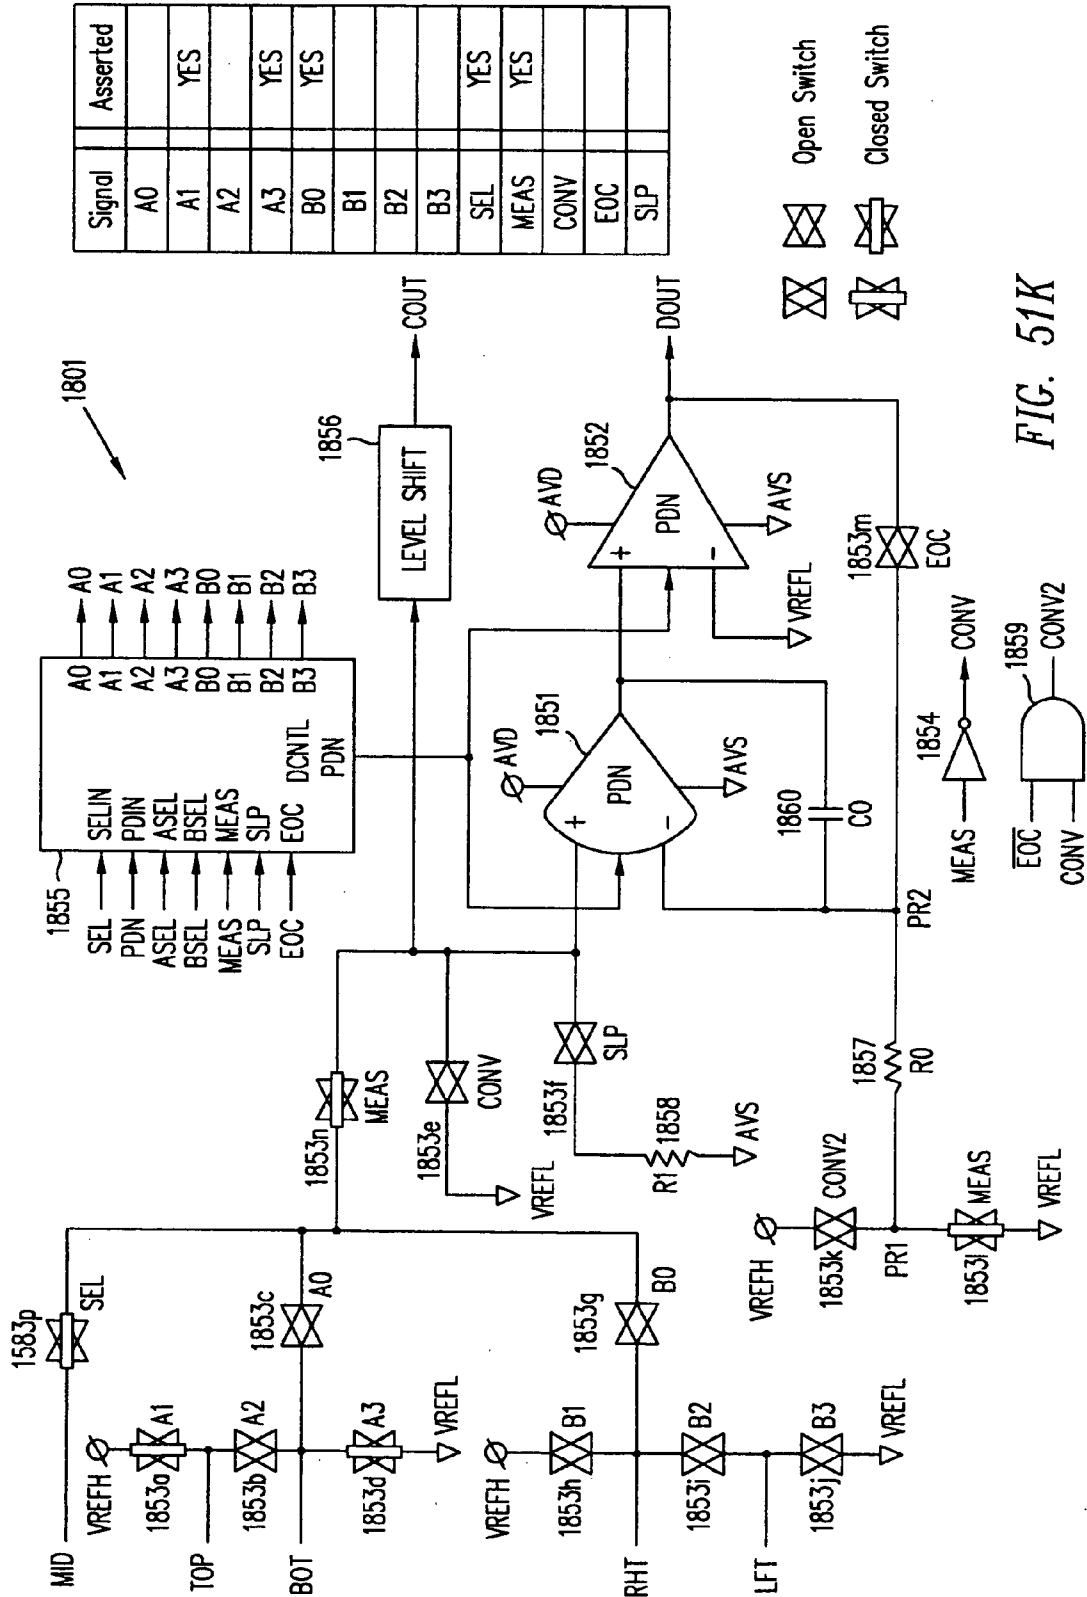 1801
Signal Asserted
A0
A1 YES
A2
A3 YES
B0 YES
B1
B2
B3
SEL YES
MEAS YES
CONV
EOC
SLP
Open Switch
Closed Switch
1855
SEL SELIN A0 A0
PDN PDIN A1 A1
ASEL ASEL A2 A2
BSEL BSEL A3 A3
MEAS MEAS B0 B0
SLP SLP B1 B1
EOC EOC B2 B2
B3 B3
DCNTL
PDN
1856
LEVEL SHIFT
COUT
1583p
MID
SEL
VREFH
1853a
A1
TOP
1853b
A2
1853c
A0
BOT
1853d
A3
VREFL
VREFH
1853h
B1
1853g
B0
RHT
1853i
B2
LFT
1853j
B3
VREFL
1853n
MEAS
1853e
CONV
VREFL
1853f
SLP
R1
1858
AVS
AVD
1851
+
PDN
−
AVS
1860
C0
AVD
1852
+
PDN
−
AVS
VREFL
DOUT
1853m
EOC
PR2
1857
R0
VREFH
1853k
CONV2
PR1
1853l
MEAS
VREFL
1854
MEAS
CONV
1859
EOC
CONV
CONV2
FIG. 51K